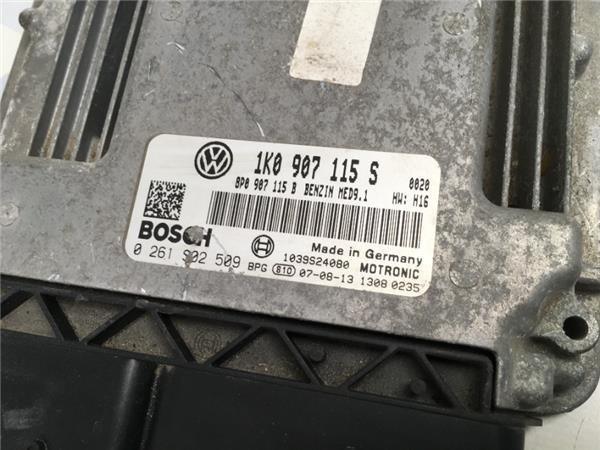 1K0 907 115 S 0020
8P0 907 115 B BENZIN MED9.1 HW: H16
BOSCH Made in Germany
0 261 S02 509 BPG 810 1039S24080 MOTRONIC
07-08-13 1308 0235